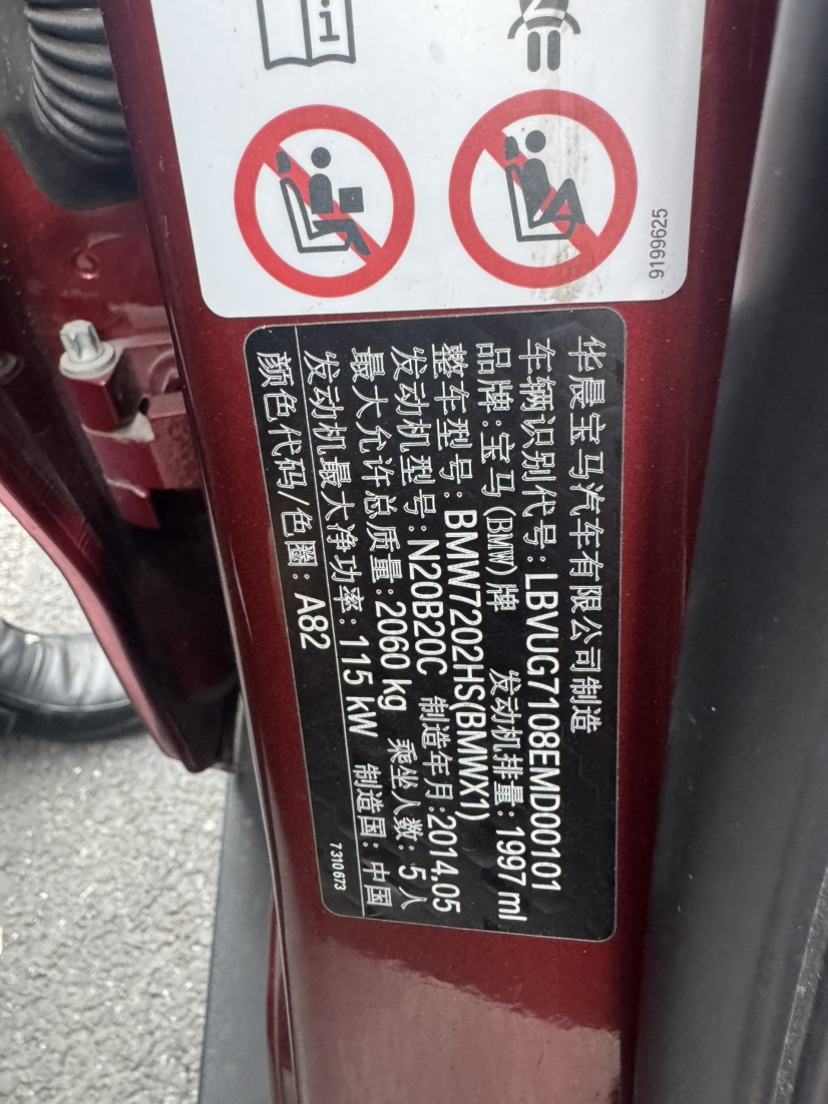 9199625
华晨宝马汽车有限公司制造
车辆识别代号: LBVUG7108EMD00101
品牌: 宝马(BMW)牌 发动机排量: 1997 ml
整车型号: BMW7202HS(BMWX1)
发动机型号: N20B20C 制造年月: 2014.05
最大允许总质量: 2060 kg 乘坐人数: 5 人
发动机最大净功率: 115 kW 制造国: 中国
颜色代码/色圈: A82
7310673